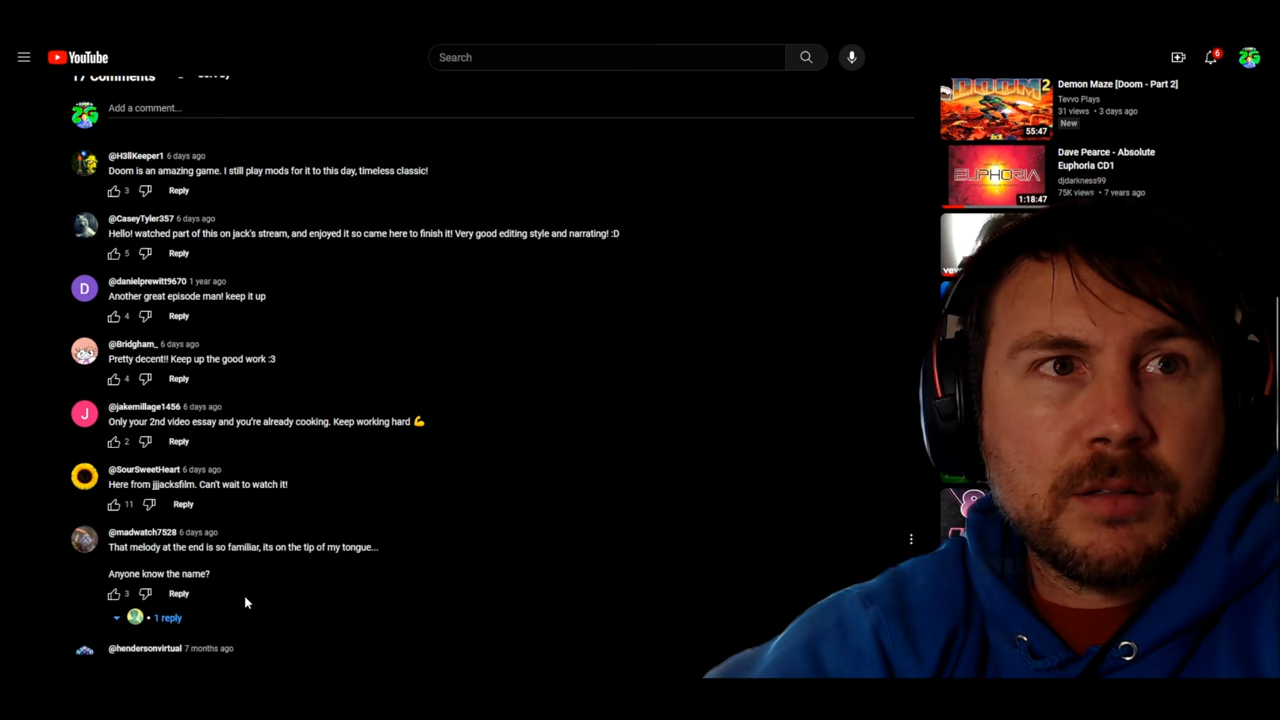 YouTube
Search
6
17 Comments
Add a comment...
@H3llKeeper1 6 days ago
Doom is an amazing game. I still play mods for it to this day, timeless classic!
3 Reply
@CaseyTyler357 6 days ago
Hello! watched part of this on jack's stream, and enjoyed it so came here to finish it! Very good editing style and narrating! :D
5 Reply
D
@danielprewitt9670 1 year ago
Another great episode man! keep it up
4 Reply
@Bridgham_ 6 days ago
Pretty decent!! Keep up the good work :3
4 Reply
J
@jakemillage1456 6 days ago
Only your 2nd video essay and you're already cooking. Keep working hard 💪
2 Reply
@SourSweetHeart 6 days ago
Here from jjjacksfilm. Can't wait to watch it!
11 Reply
@madwatch7528 6 days ago
That melody at the end is so familiar, its on the tip of my tongue...
Anyone know the name?
3 Reply
• 1 reply
@hendersonvirtual 7 months ago
DOOM 2
55:47
Demon Maze [Doom - Part 2]
Tevvo Plays
31 views • 3 days ago
New
EUPHORIA
1:18:47
Dave Pearce - Absolute
Euphoria CD1
djdarkness99
75K views • 7 years ago